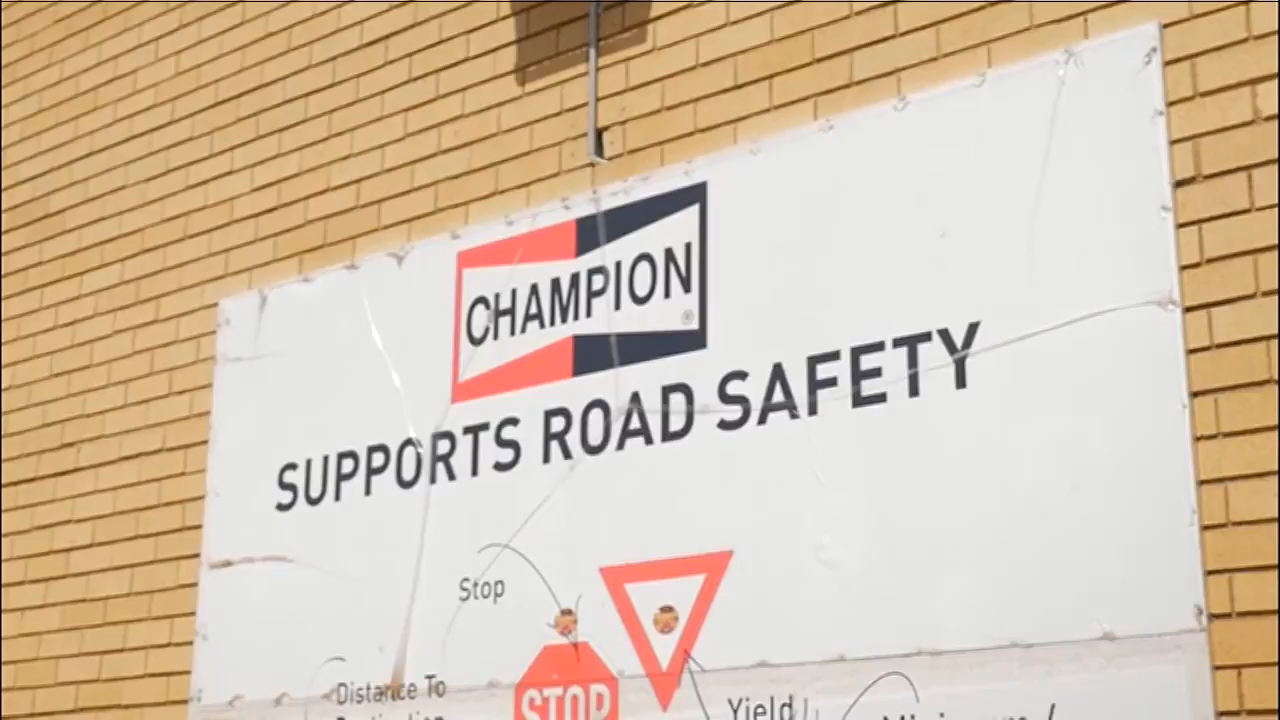 CHAMPION
®
SUPPORTS ROAD SAFETY
Stop
Distance To
STOP
Yield